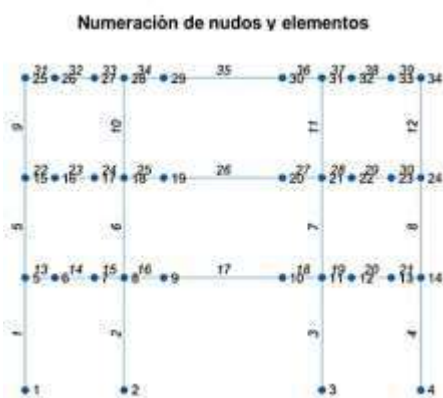 Numeración de nudos y elementos
31 32 33 34 35 36 37 38 39
25 26 27 28 29 30 31 32 33 34
9 10 11 12
22 23 24 25 26 27 28 29 30
15 16 17 18 19 20 21 22 23 24
5 6 7 8
13 14 15 16 17 18 19 20 21
5 6 7 8 9 10 11 12 13 14
1 2 3 4
1 2 3 4